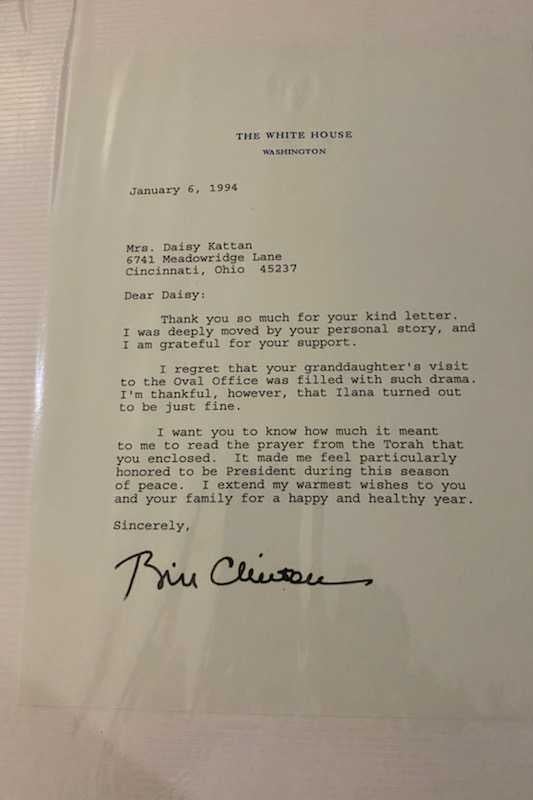 THE WHITE HOUSE
WASHINGTON
January 6, 1994
Mrs. Daisy Kattan
6741 Meadowridge Lane
Cincinnati, Ohio 45237
Dear Daisy:
Thank you so much for your kind letter.
I was deeply moved by your personal story, and
I am grateful for your support.
I regret that your granddaughter's visit
to the Oval Office was filled with such drama.
I'm thankful, however, that Ilana turned out
to be just fine.
I want you to know how much it meant
to me to read the prayer from the Torah that
you enclosed. It made me feel particularly
honored to be President during this season
of peace. I extend my warmest wishes to you
and your family for a happy and healthy year.
Sincerely,
Bill Clinton